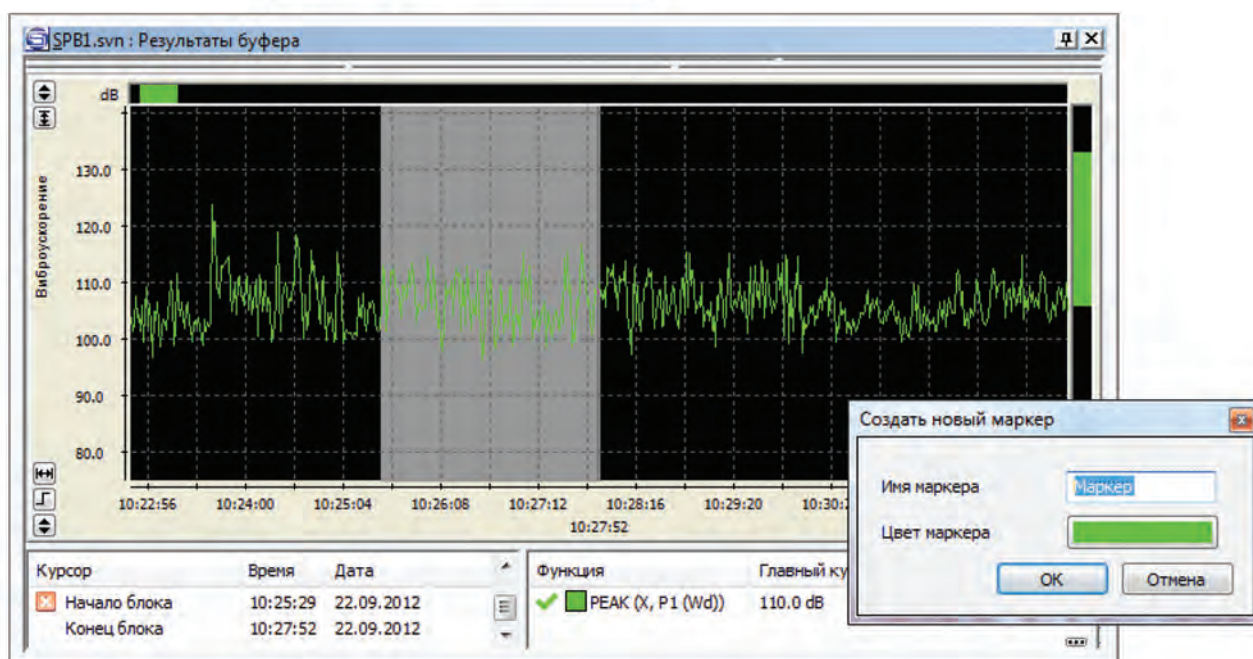 SPB1.svn : Результаты буфера
dB
Виброускорение
130.0
120.0
110.0
100.0
90.0
80.0
10:22:56 10:24:00 10:25:04 10:26:08 10:27:12 10:28:16 10:29:20
10:27:52
Создать новый маркер
Имя маркера Маркер
Цвет маркера
OK Отмена
Курсор Время Дата
Начало блока 10:25:29 22.09.2012
Конец блока 10:27:52 22.09.2012
Функция Главный
PEAK (X, P1 (Wd)) 110.0 dB